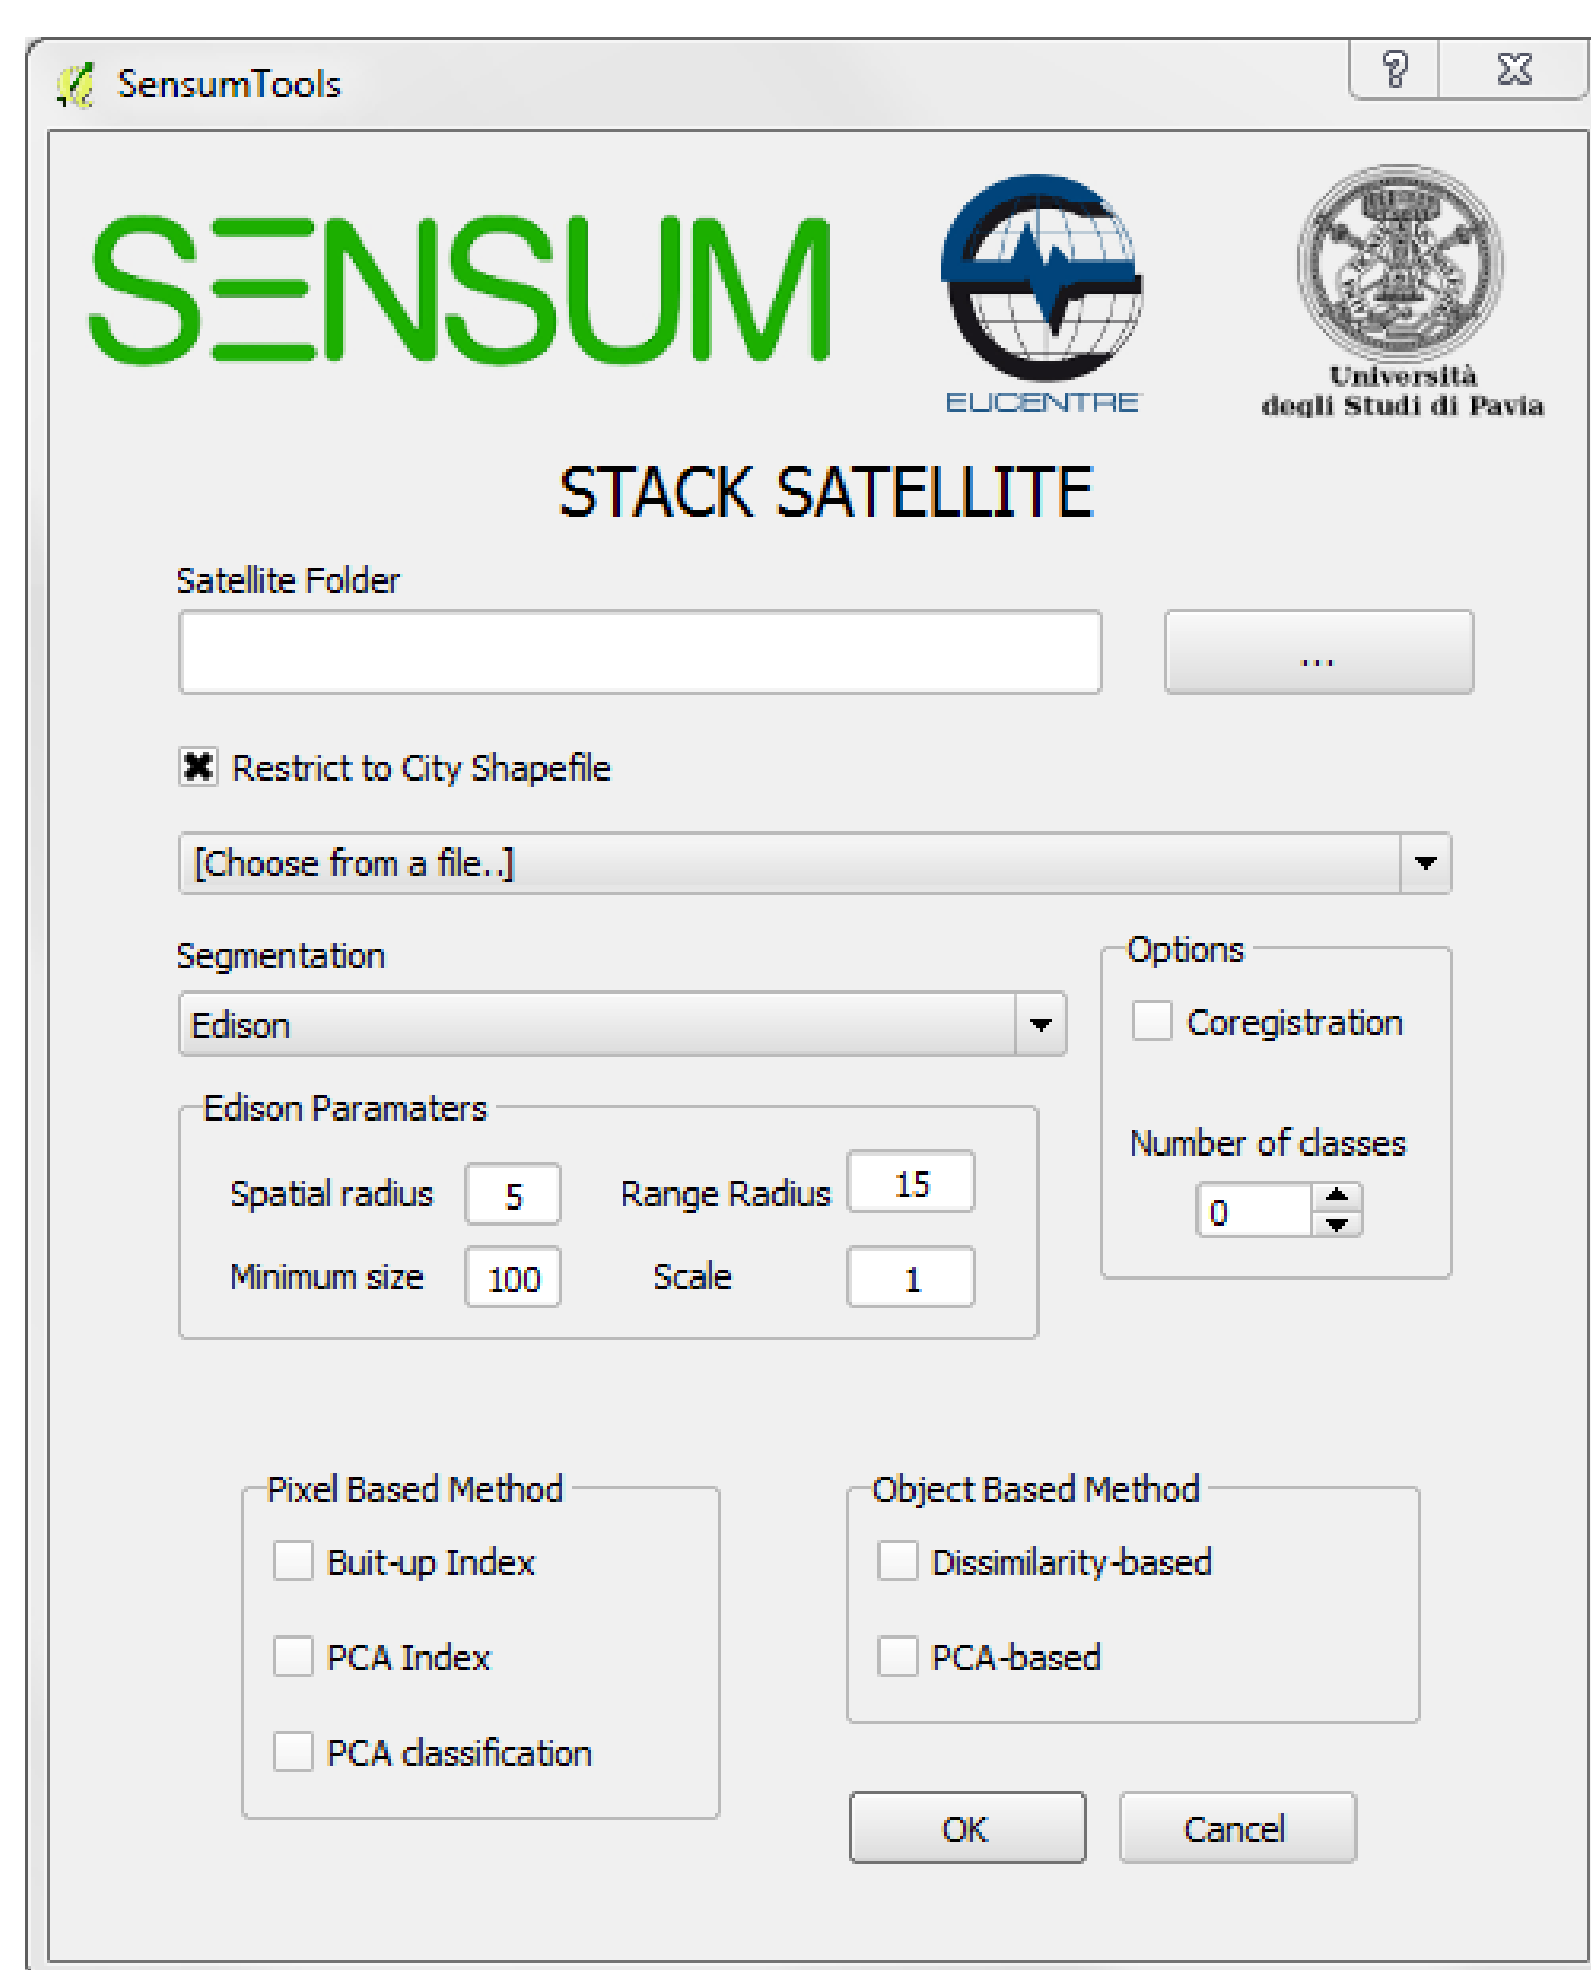 SensumTools
SENSUM
EUCENTRE
Università
degli Studi di Pavia
STACK SATELLITE
Satellite Folder
...
Restrict to City Shapefile
[Choose from a file..]
Segmentation
Edison
Options
Coregistration
Number of classes
0
Edison Paramaters
Spatial radius 5 Range Radius 15
Minimum size 100 Scale 1
Pixel Based Method
Buit-up Index
PCA Index
PCA classification
Object Based Method
Dissimilarity-based
PCA-based
OK Cancel